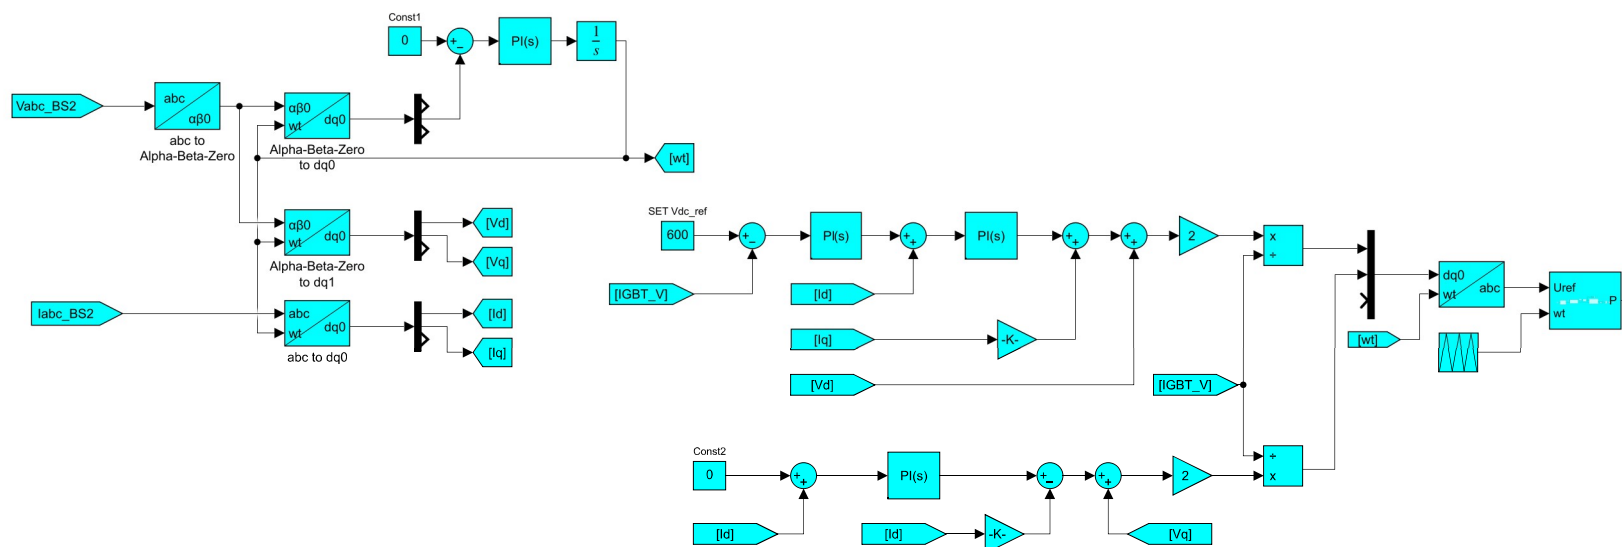 Const1
0
+
−
PI(s)
1
s
Vabc_BS2
abc
αβ0
abc to
Alpha-Beta-Zero
αβ0
wt
dq0
Alpha-Beta-Zero
to dq0
[wt]
αβ0
wt
dq0
Alpha-Beta-Zero
to dq1
[Vd]
[Vq]
Iabc_BS2
abc
wt
dq0
abc to dq0
[Id]
[Iq]
SET Vdc_ref
600
+
−
PI(s)
+
+
PI(s)
+
+
+
+
2
x
÷
[IGBT_V]
[Id]
[Iq]
-K-
[Vd]
[IGBT_V]
dq0
wt
abc
[wt]
Uref
wt
P
Const2
0
+
+
PI(s)
+
−
+
+
2
÷
x
[Id]
[Id]
-K-
[Vq]